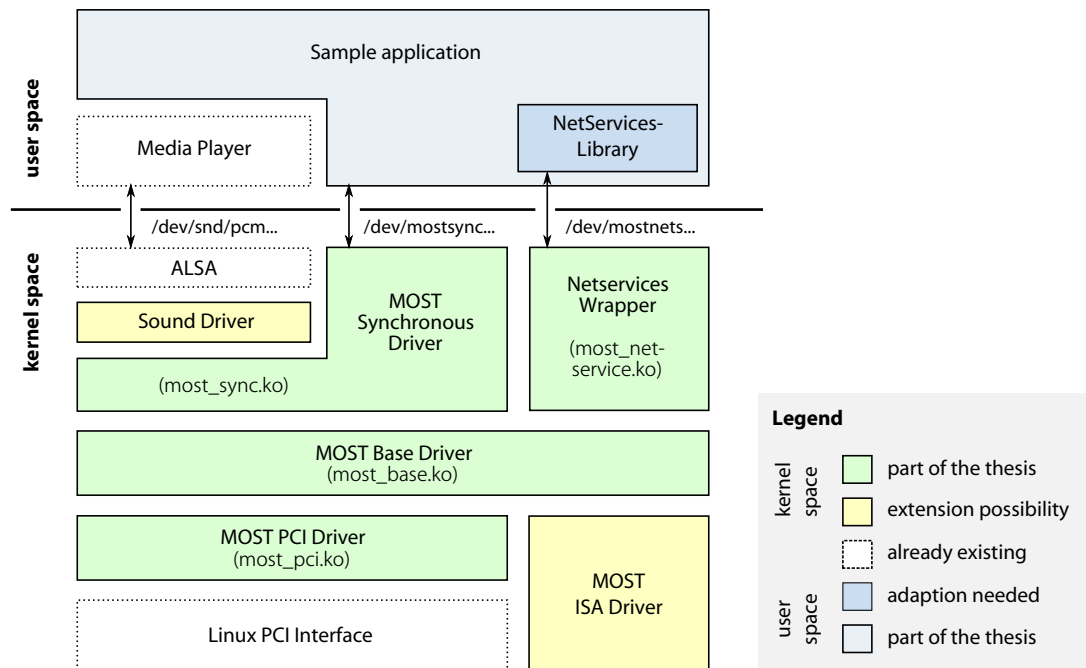 Sample application
user space
NetServices-
Library
Media Player
/dev/snd/pcm...
/dev/mostsync...
/dev/mostnets...
kernel space
ALSA
Sound Driver
MOST
Synchronous
Driver
(most_sync.ko)
Netservices
Wrapper
(most_net-
service.ko)
MOST Base Driver
(most_base.ko)
MOST PCI Driver
(most_pci.ko)
MOST
ISA Driver
Linux PCI Interface
Legend
kernel
space
part of the thesis
extension possibility
already existing
user
space
adaption needed
part of the thesis